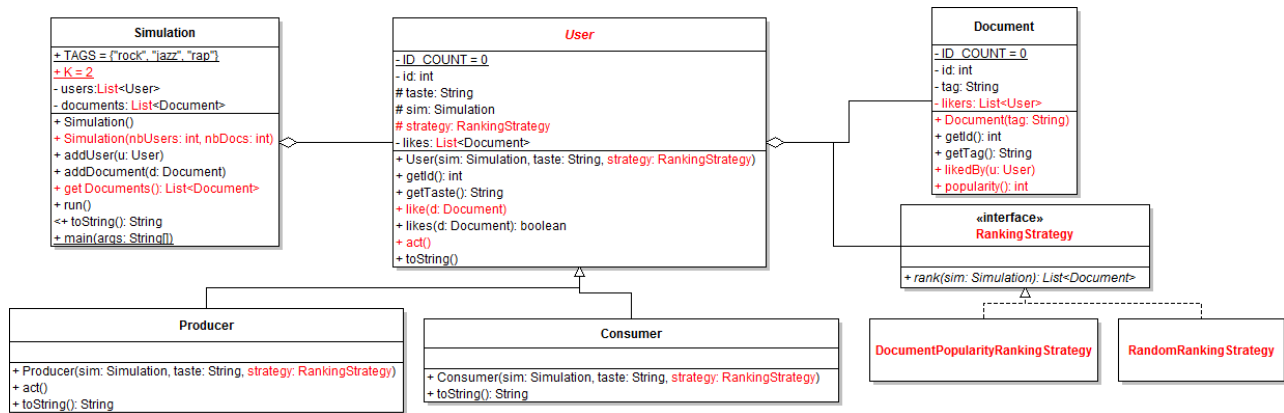 Simulation
+ TAGS = {"rock", "jazz", "rap"}
+ K = 2
- users:List<User>
- documents: List<Document>
+ Simulation()
+ Simulation(nbUsers: int, nbDocs: int)
+ addUser(u: User)
+ addDocument(d: Document)
+ get Documents(): List<Document>
+ run()
<+ toString(): String
+ main(args: String[])
User
- ID_COUNT = 0
- id: int
# taste: String
# sim: Simulation
# strategy: RankingStrategy
- likes: List<Document>
+ User(sim: Simulation, taste: String, strategy: RankingStrategy)
+ getId(): int
+ getTaste(): String
+ like(d: Document)
+ likes(d: Document): boolean
+ act()
+ toString()
Document
- ID_COUNT = 0
- id: int
- tag: String
- likers: List<User>
+ Document(tag: String)
+ getId(): int
+ getTag(): String
+ likedBy(u: User)
+ popularity(): int
«interface»
RankingStrategy
+ rank(sim: Simulation): List<Document>
Producer
+ Producer(sim: Simulation, taste: String, strategy: RankingStrategy)
+ act()
+ toString(): String
Consumer
+ Consumer(sim: Simulation, taste: String, strategy: RankingStrategy)
+ toString(): String
DocumentPopularityRankingStrategy
RandomRankingStrategy